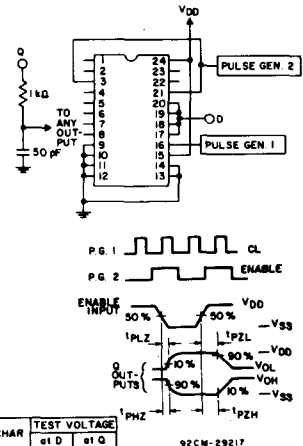 VDD
Q
1 kΩ
50 pF
TO
ANY
OUT-
PUT
1
2
3
4
5
6
7
8
9
10
11
12
24
23
22
21
20
19
18
17
16
15
14
13
D
PULSE GEN. 2
PULSE GEN. 1
P.G. 1
CL
P.G. 2
ENABLE
ENABLE
INPUT
50 %
50 %
VDD
VSS
tPLZ
tPZL
10 %
90 %
VDD
VOL
Q
OUT-
PUTS
90 %
10 %
VOH
VSS
tPHZ
tPZH
CHAR
TEST VOLTAGE
at D
at Q
92CM-29217